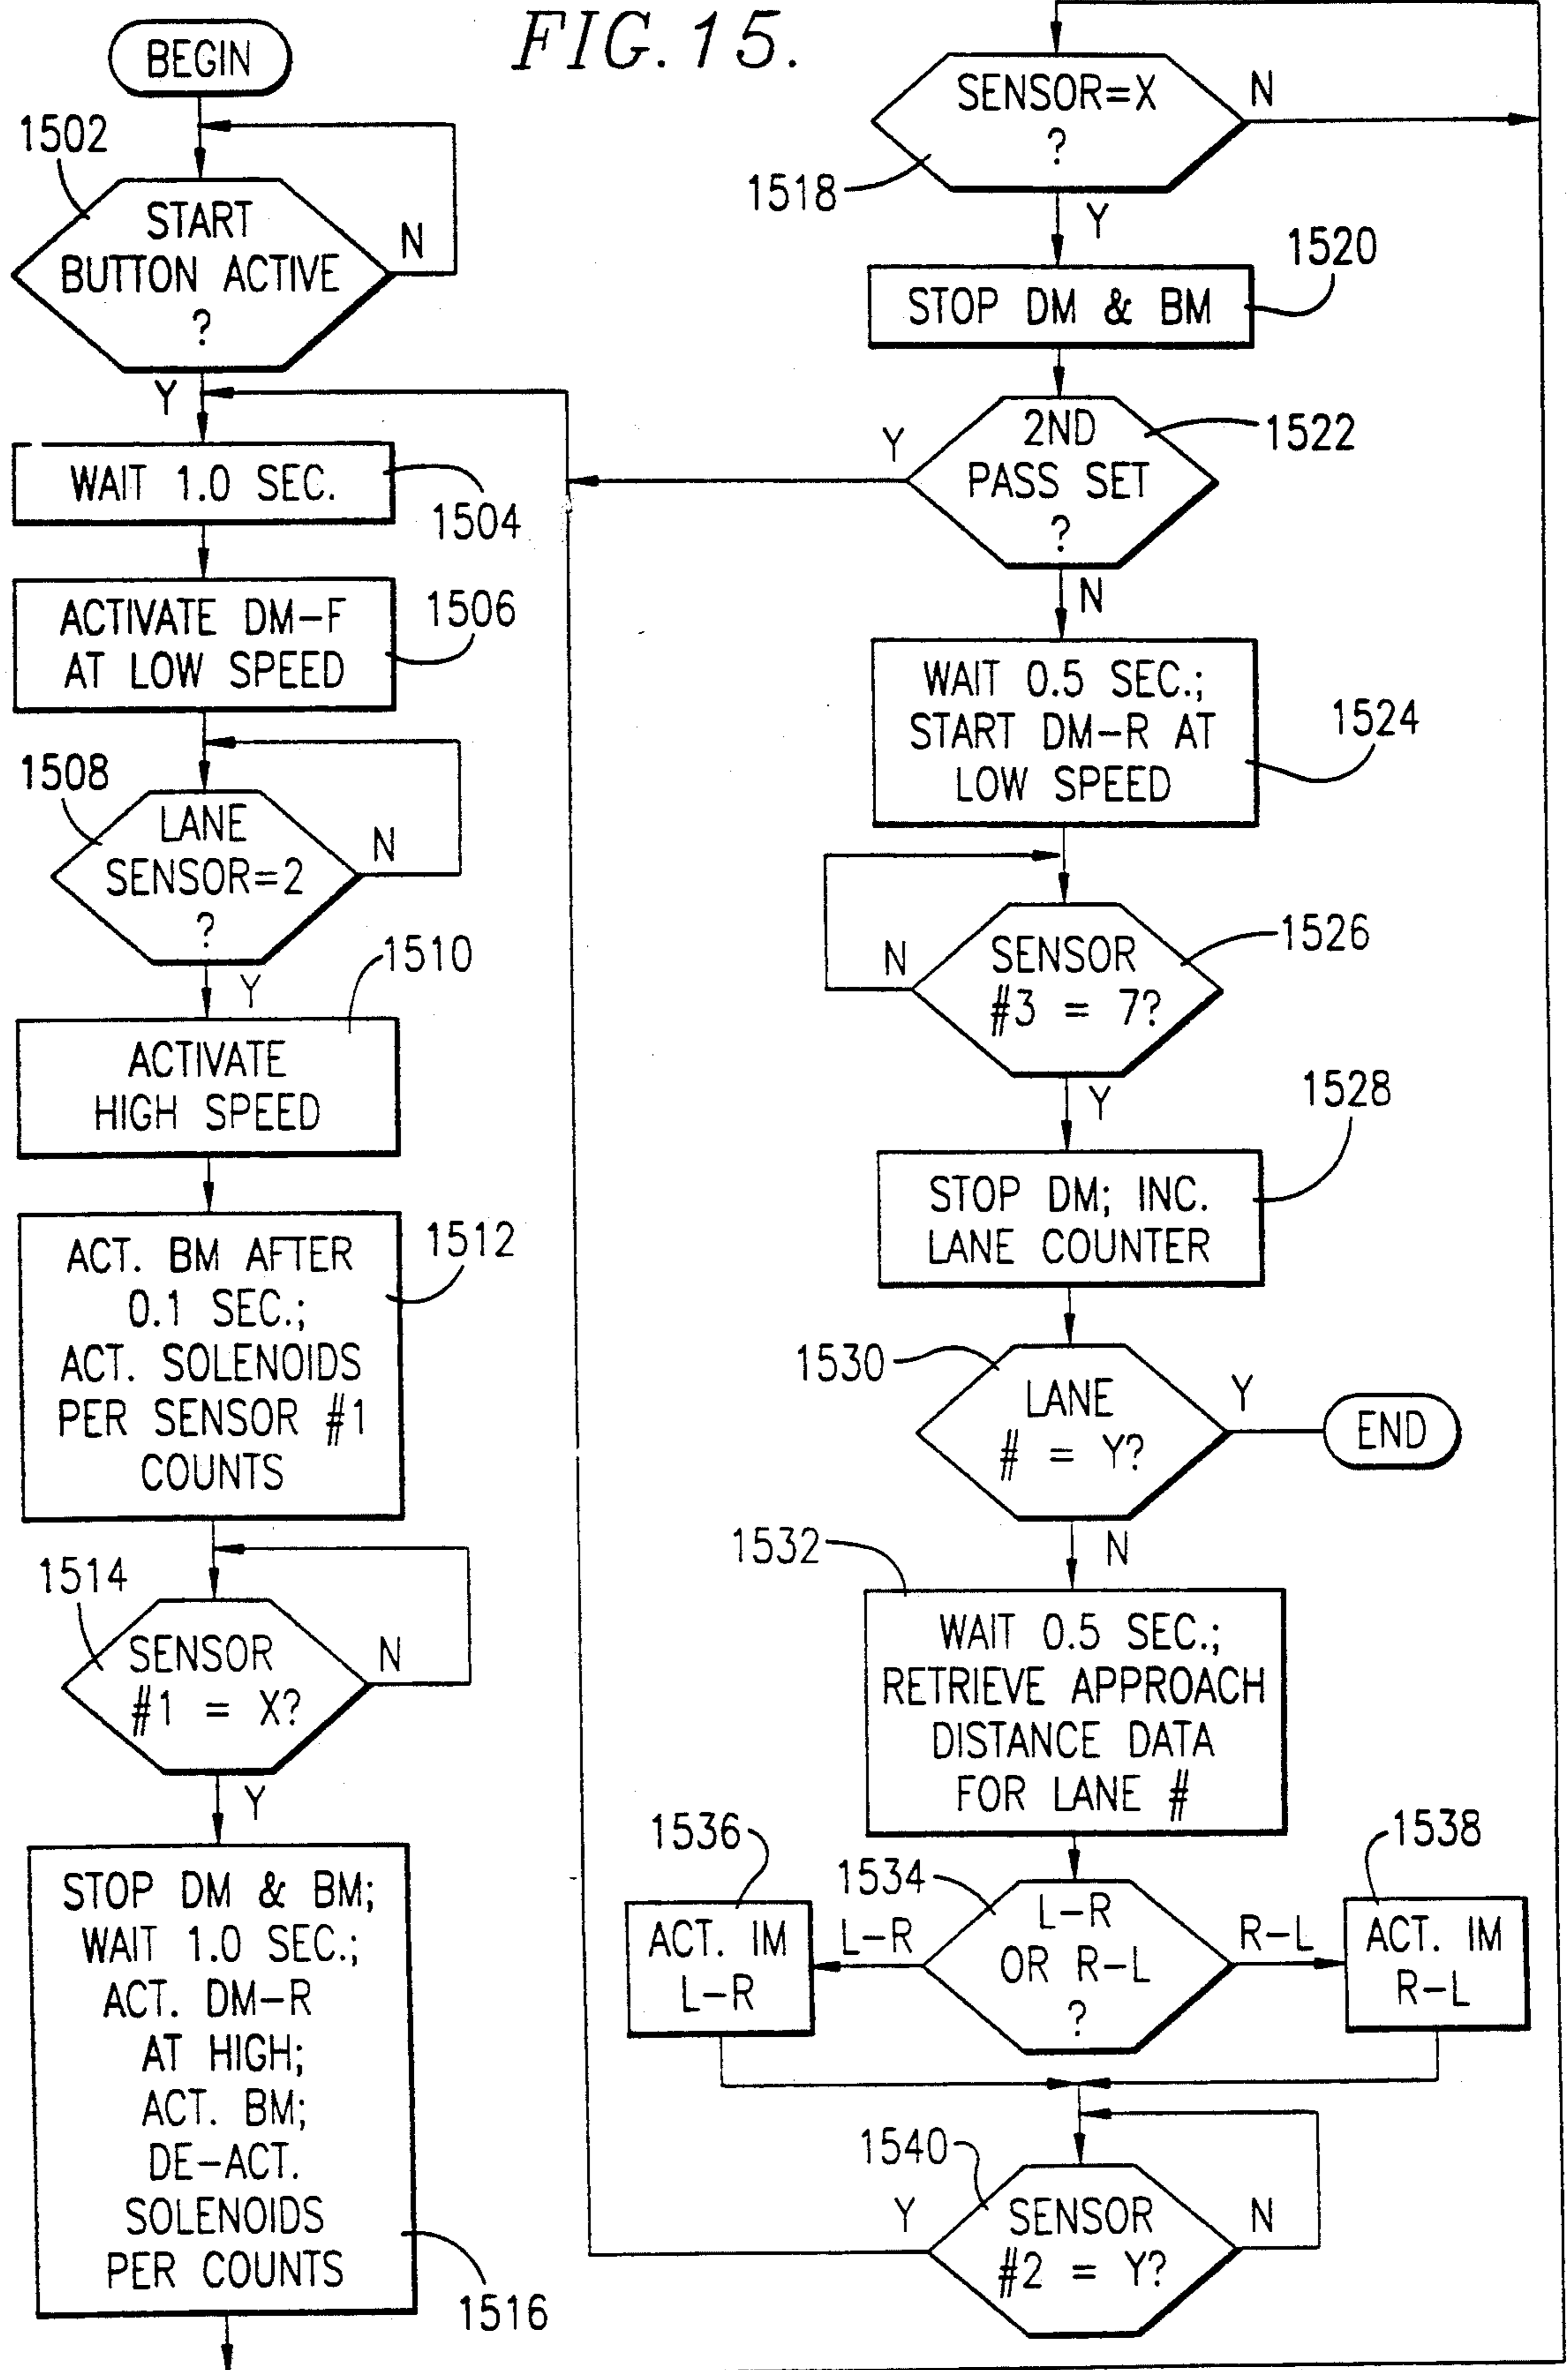 FIG. 15.
BEGIN
1502
START
BUTTON ACTIVE
?
N
Y
WAIT 1.0 SEC.
1504
ACTIVATE DM-F
AT LOW SPEED
1506
1508
LANE
SENSOR=2
?
N
Y
1510
ACTIVATE
HIGH SPEED
ACT. BM AFTER
0.1 SEC.;
ACT. SOLENOIDS
PER SENSOR #1
COUNTS
1512
1514
SENSOR
#1 = X?
N
Y
STOP DM & BM;
WAIT 1.0 SEC.;
ACT. DM-R
AT HIGH;
ACT. BM;
DE-ACT.
SOLENOIDS
PER COUNTS
1516
SENSOR=X
?
N
1518
Y
1520
STOP DM & BM
2ND
PASS SET
?
1522
Y
N
WAIT 0.5 SEC.;
START DM-R AT
LOW SPEED
1524
SENSOR
#3 = 7?
1526
N
Y
1528
STOP DM; INC.
LANE COUNTER
1530
LANE
# = Y?
Y
END
N
1532
WAIT 0.5 SEC.;
RETRIEVE APPROACH
DISTANCE DATA
FOR LANE #
1536
1534
1538
ACT. IM
L-R
L-R
L-R
OR R-L
?
R-L
ACT. IM
R-L
1540
SENSOR
#2 = Y?
Y
N